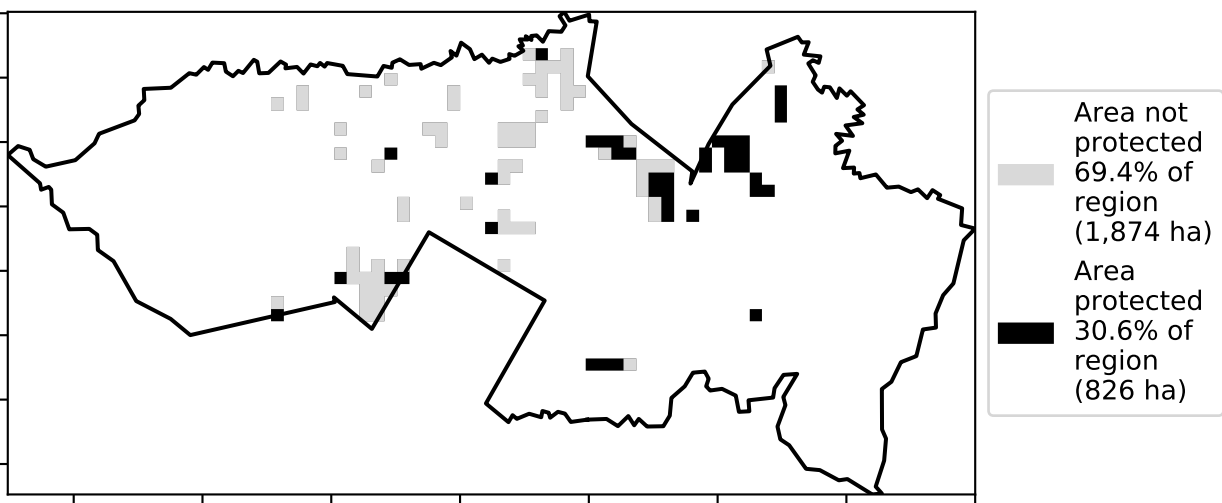 Area not
protected
69.4% of
region
(1,874 ha)
Area
protected
30.6% of
region
(826 ha)